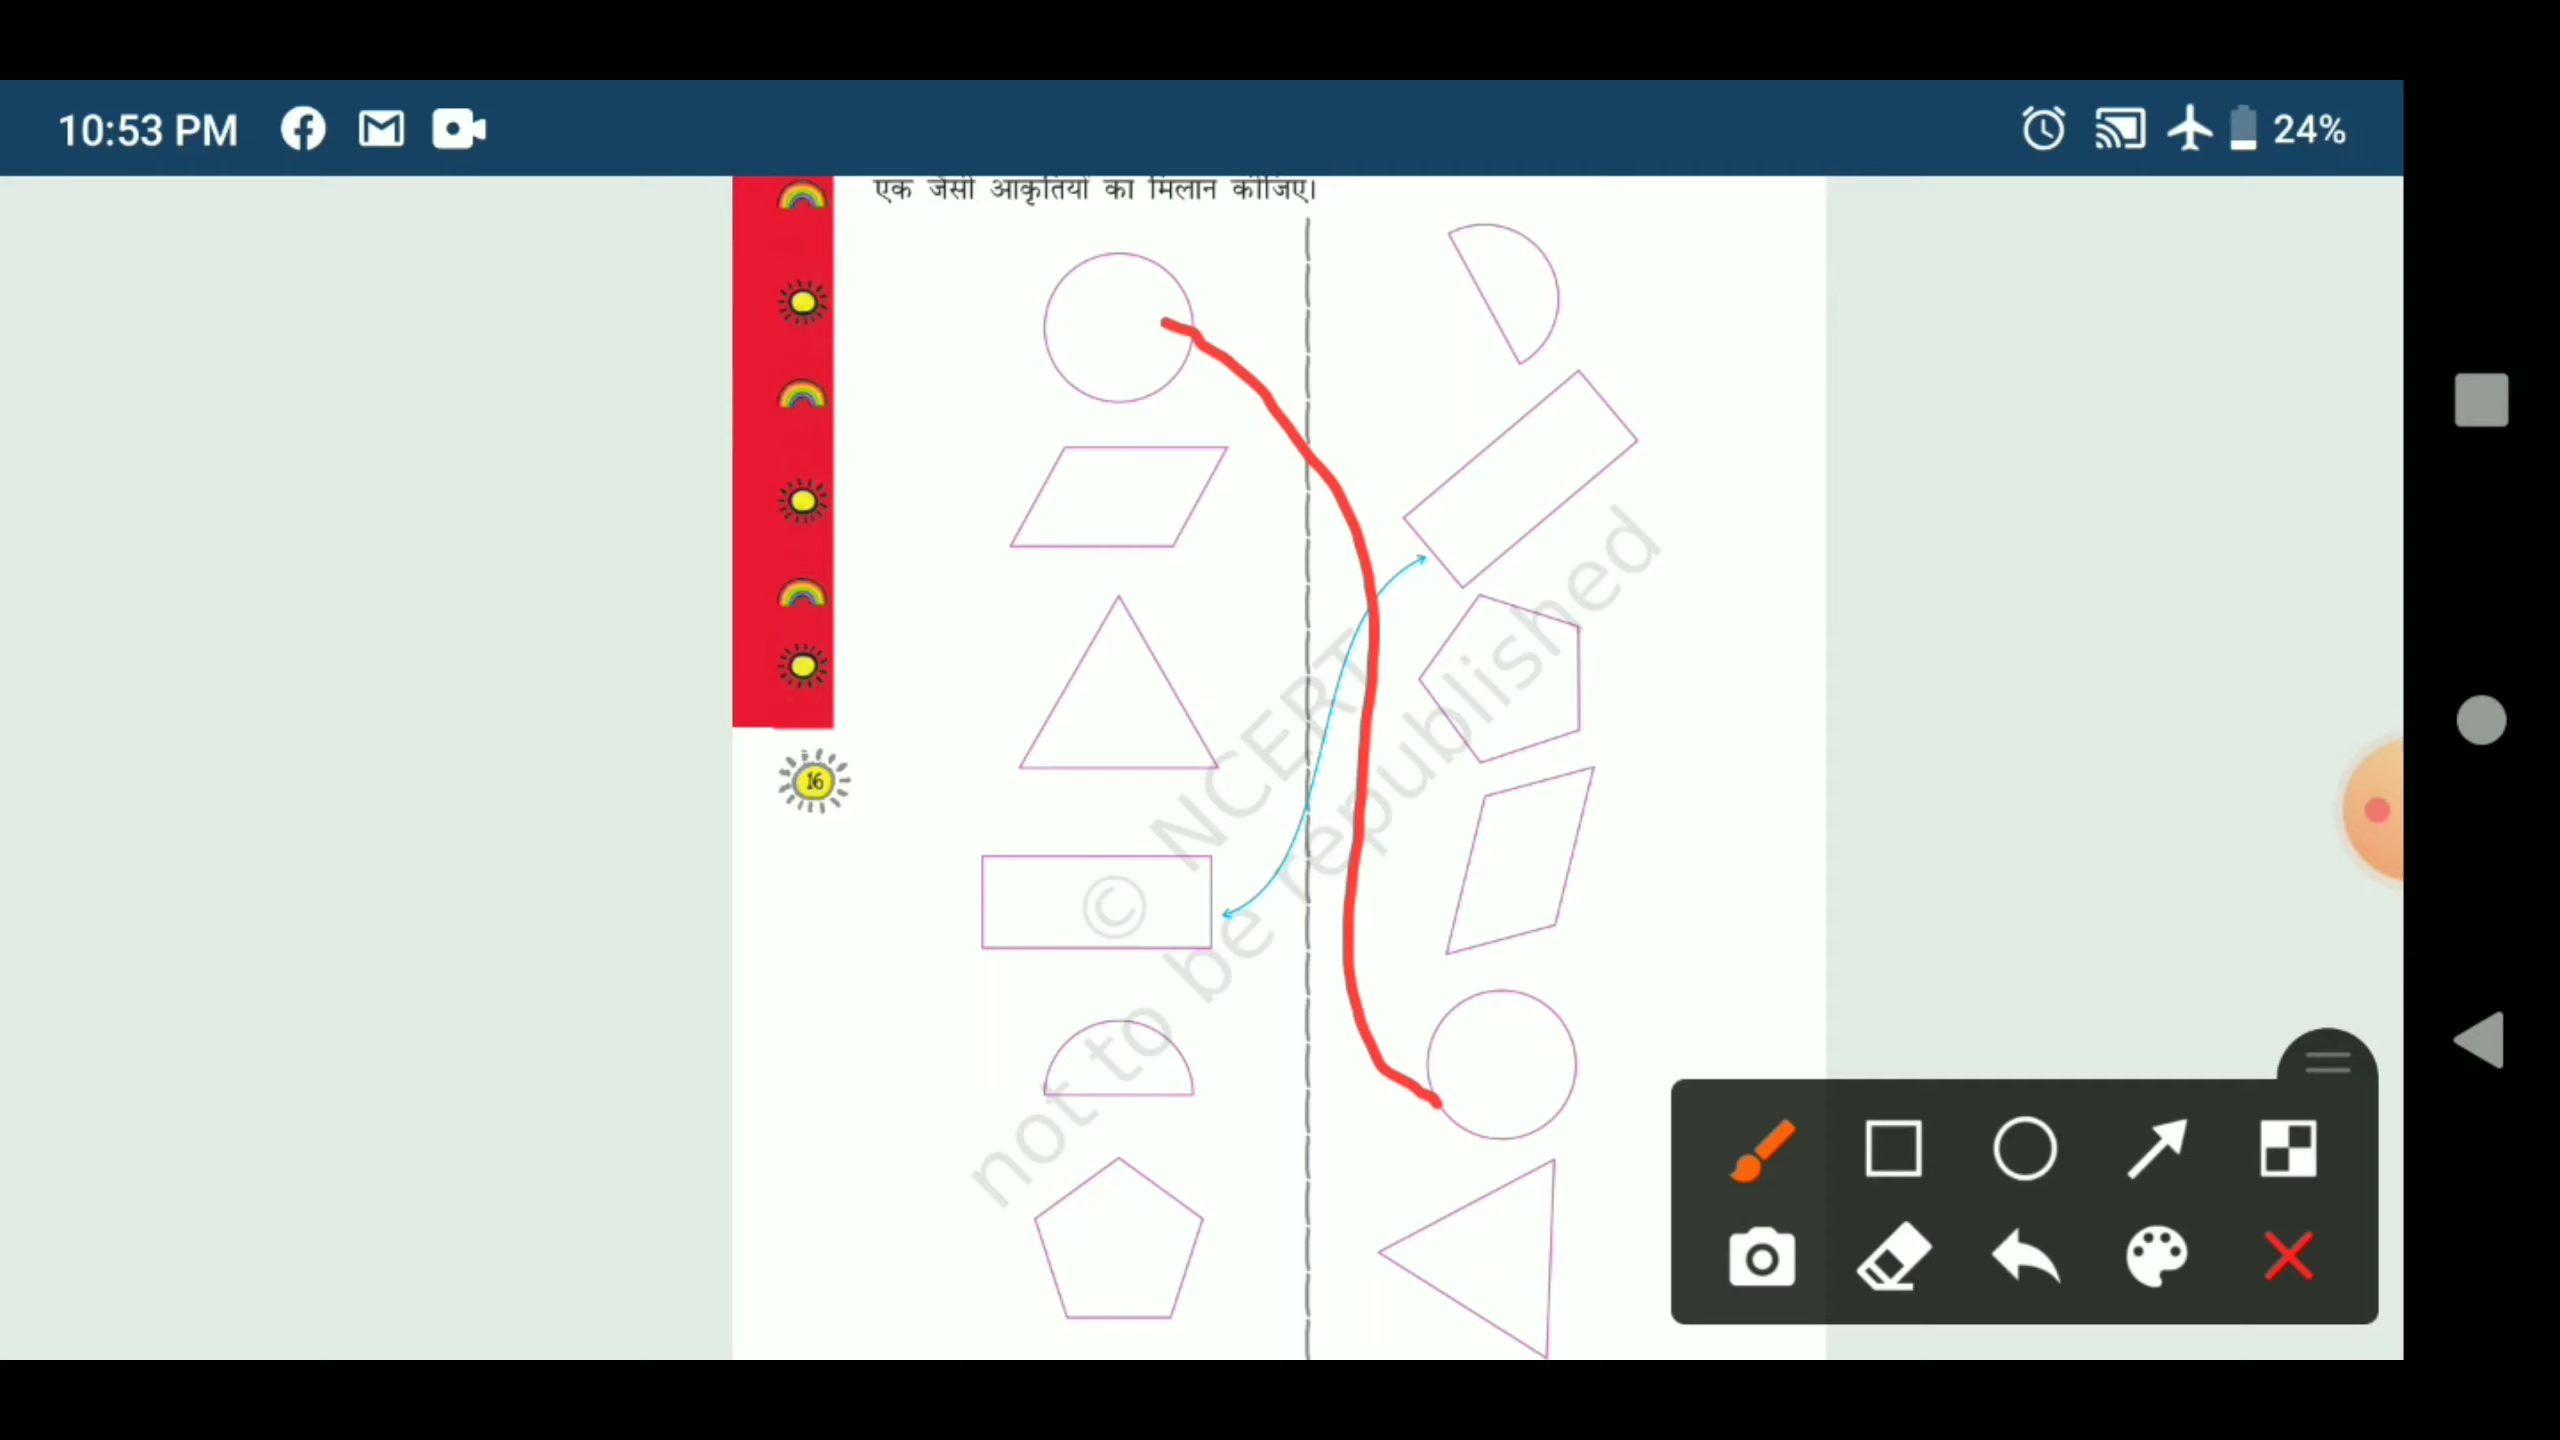 10:53 PM
24%
एक जैसी आकृतियों का मिलान कीजिए।
16
© NCERT
not to be republished